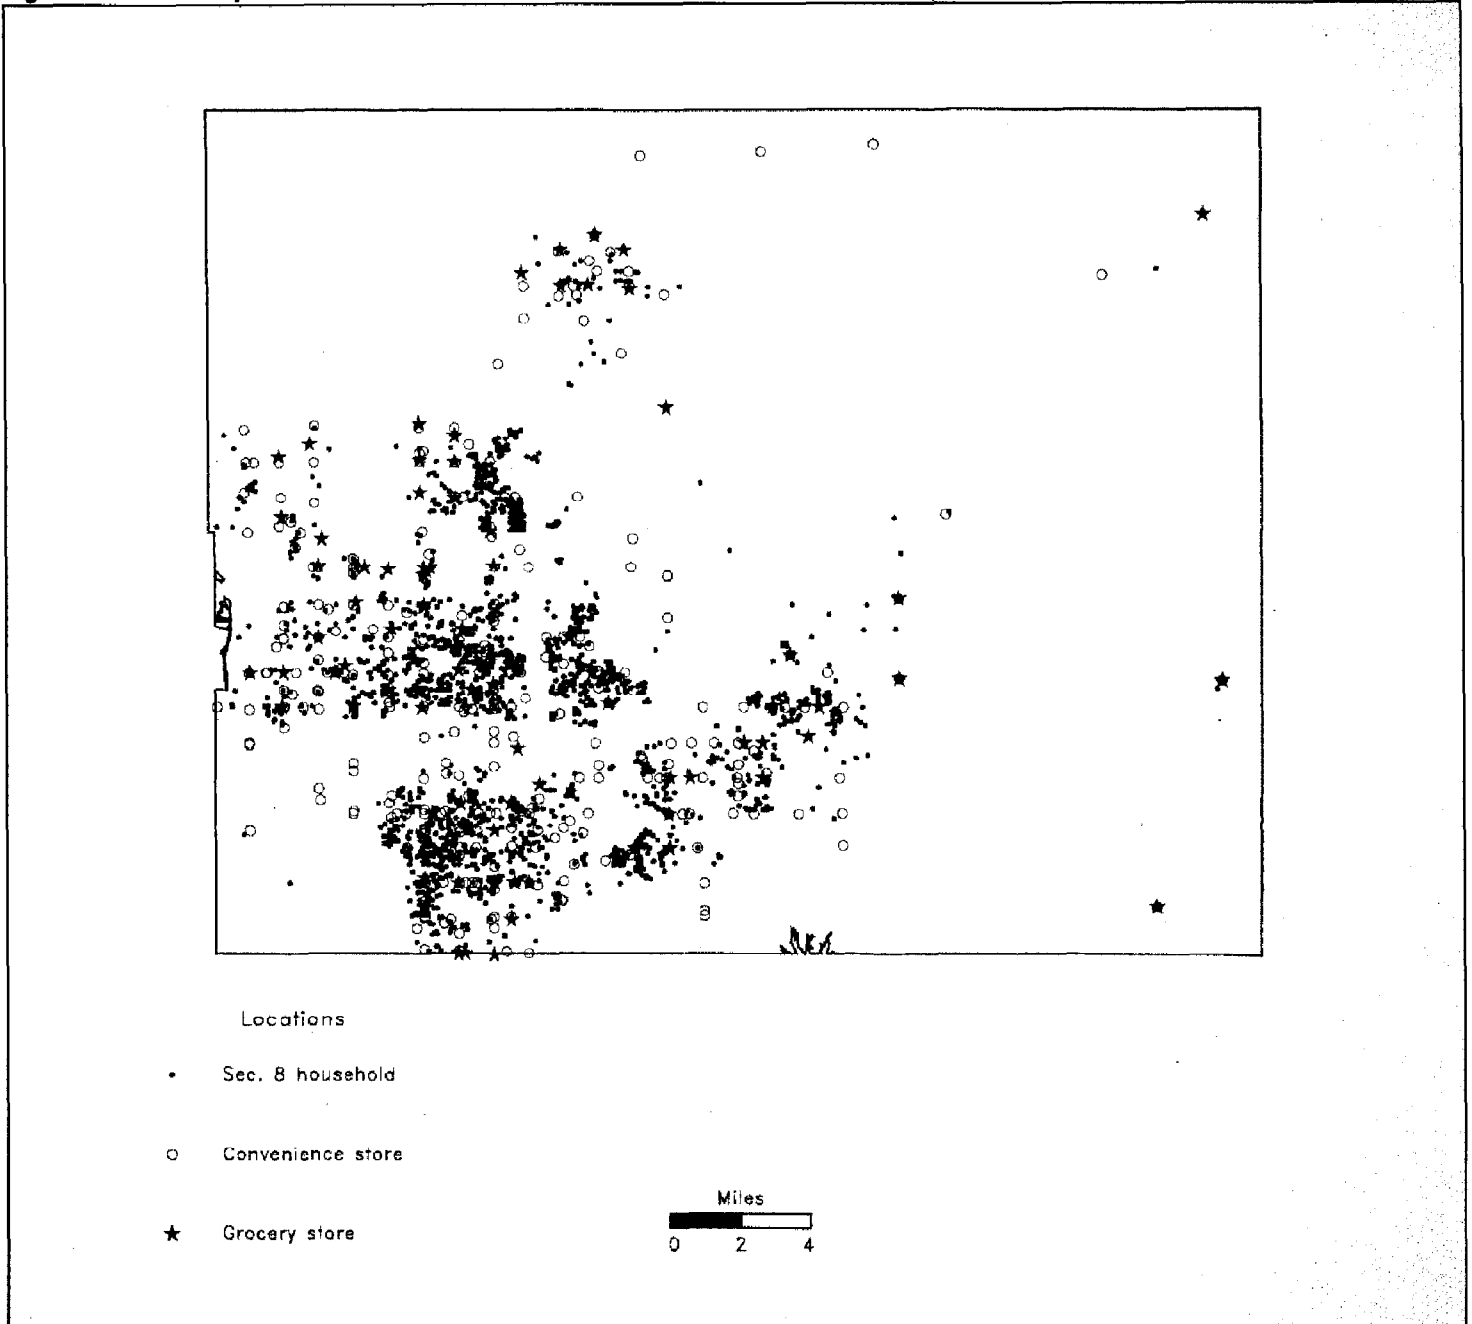 Locations
Sec. 8 household
Convenience store
Grocery store
Miles
0 2 4